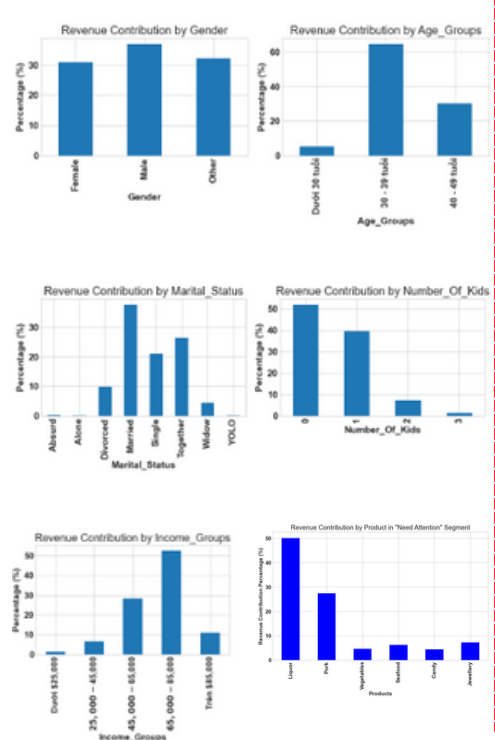 Revenue Contribution by Gender
Percentage (%)
30
20
10
0
Female
Male
Other
Gender
Revenue Contribution by Age_Groups
Percentage (%)
60
40
20
0
Dưới 30 tuổi
30 - 39 tuổi
40 - 49 tuổi
Age_Groups
Revenue Contribution by Marital_Status
Percentage (%)
30
20
10
0
Absurd
Alone
Divorced
Married
Single
Together
Widow
YOLO
Marital_Status
Revenue Contribution by Number_Of_Kids
Percentage (%)
50
40
30
20
10
0
0
1
2
3
Number_Of_Kids
Revenue Contribution by Income_Groups
Percentage (%)
50
40
30
20
10
0
Dưới $25,000
25,000 — 45,000
45,000 — 65,000
65,000 — 85,000
Trên $85,000
Income_Groups
Revenue Contribution by Product in "Need Attention" Segment
Revenue Contribution Percentage (%)
50
40
30
20
10
0
Liquor
Pork
Vegetables
Seafood
Candy
Jewellery
Products